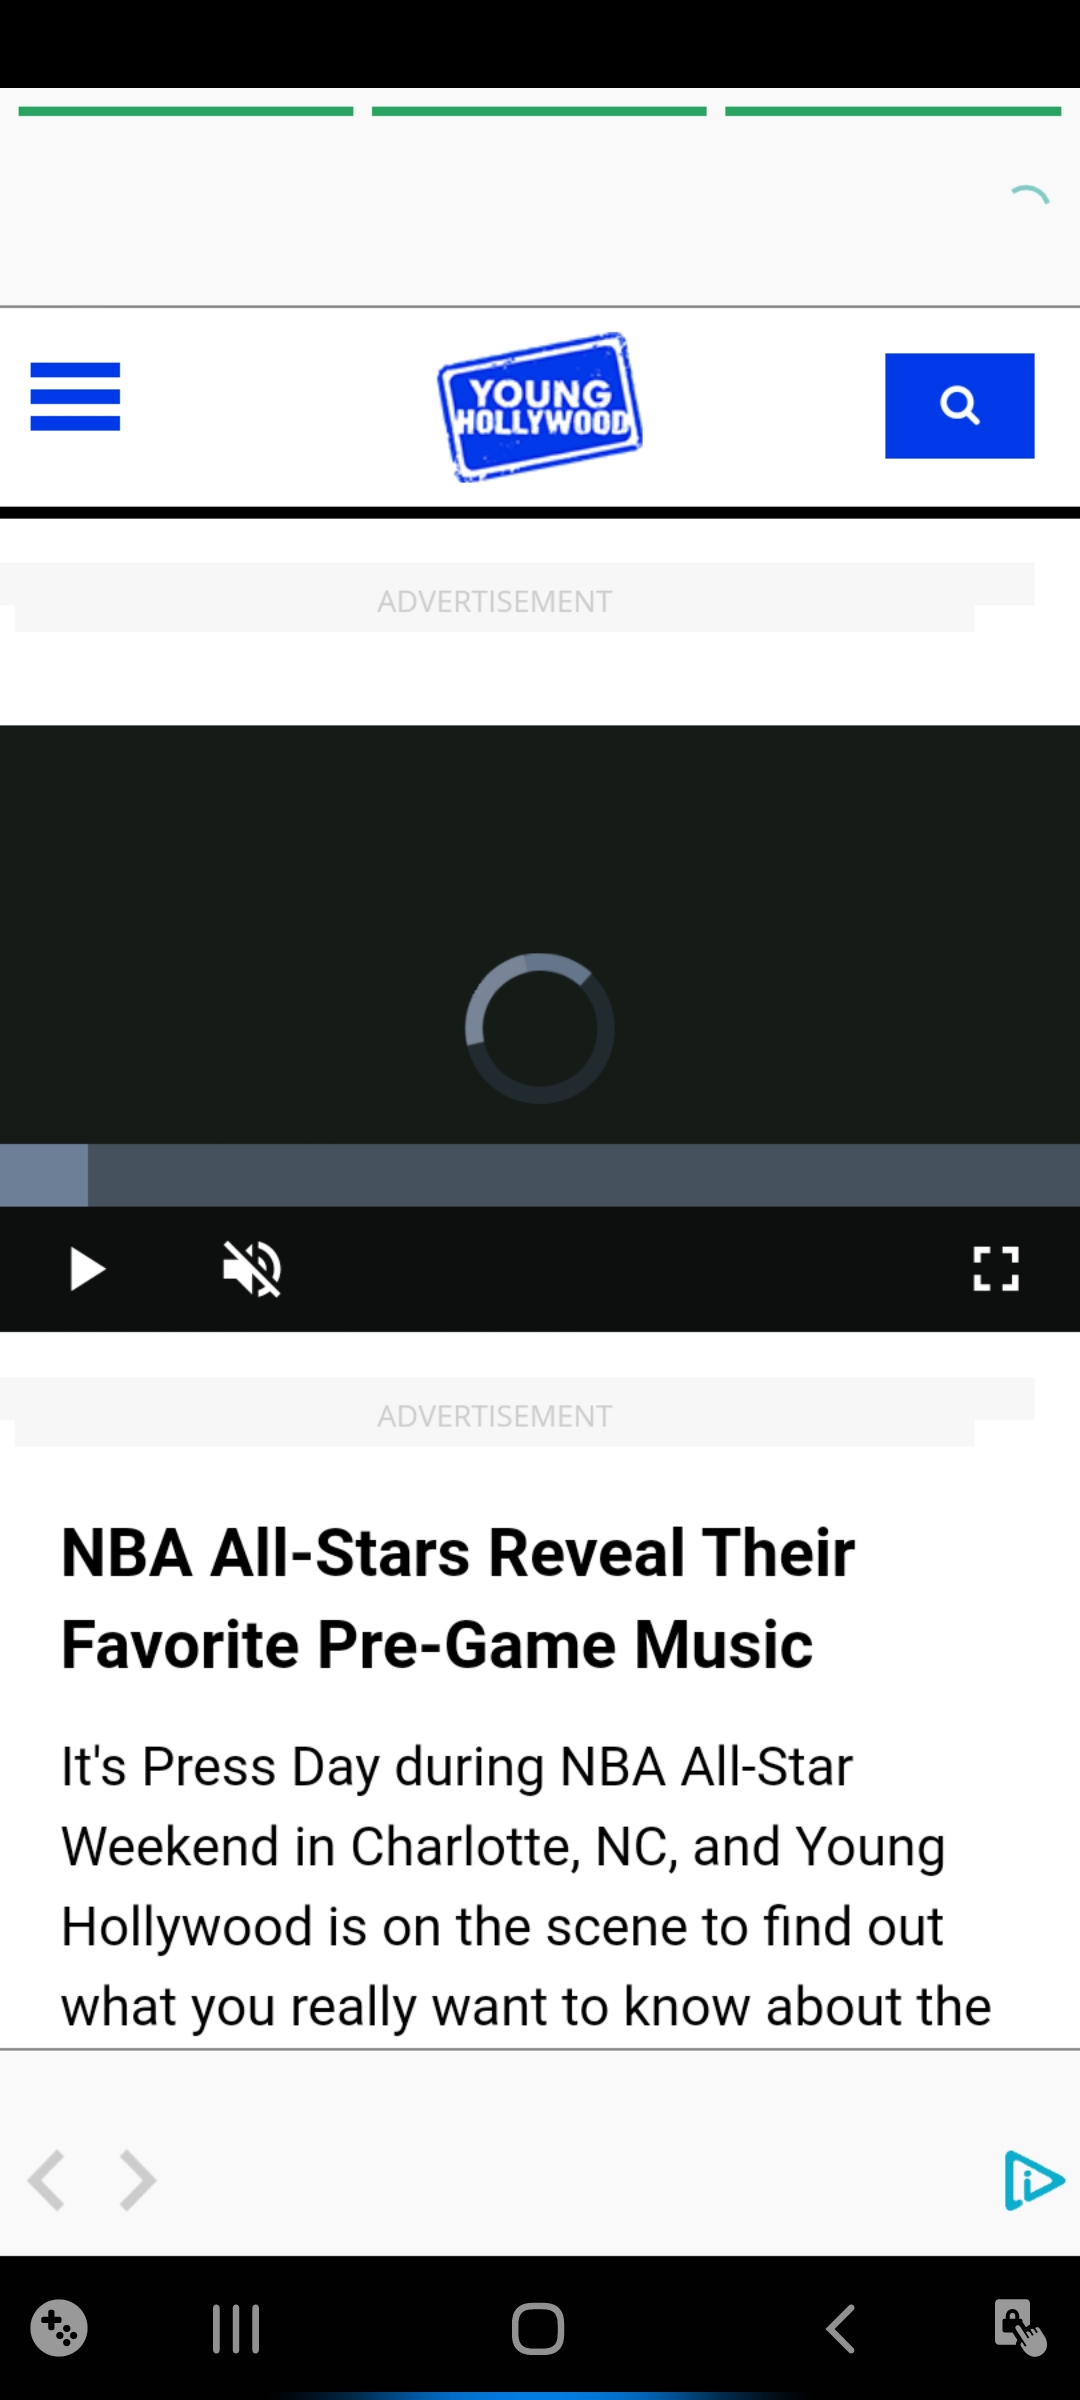 YOUNG
HOLLYWOOD
ADVERTISEMENT
ADVERTISEMENT
NBA All-Stars Reveal Their
Favorite Pre-Game Music
It's Press Day during NBA All-Star
Weekend in Charlotte, NC, and Young
Hollywood is on the scene to find out
what you really want to know about the